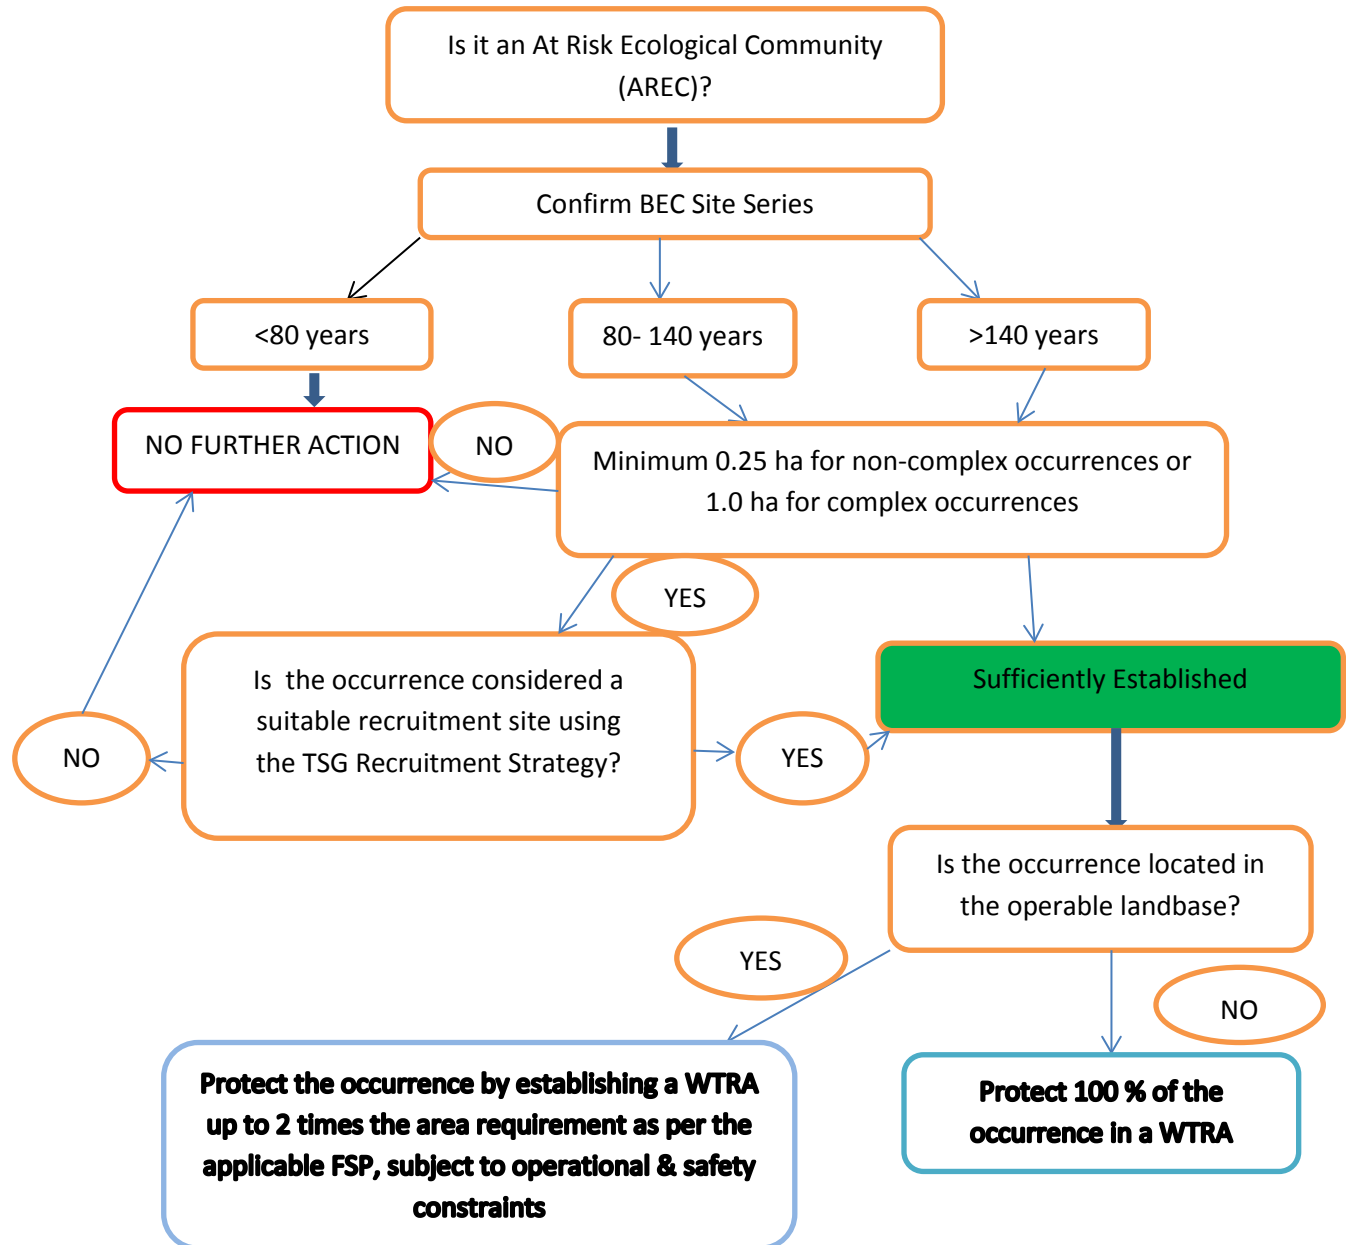 Is it an At Risk Ecological Community
(AREC)?
Confirm BEC Site Series
<80 years
80- 140 years
>140 years
NO FURTHER ACTION
NO
Minimum 0.25 ha for non-complex occurrences or
1.0 ha for complex occurrences
YES
Is the occurrence considered a
suitable recruitment site using
the TSG Recruitment Strategy?
NO
YES
Sufficiently Established
Is the occurrence located in
the operable landbase?
YES
NO
Protect the occurrence by establishing a WTRA
up to 2 times the area requirement as per the
applicable FSP, subject to operational & safety
constraints
Protect 100 % of the
occurrence in a WTRA